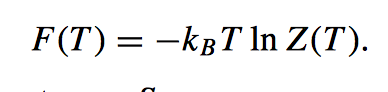 F(T) = −k_B T ln Z(T).